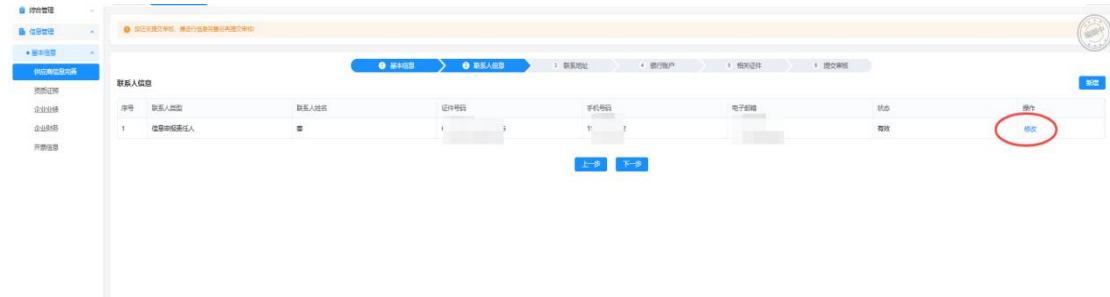 综合管理
信息管理
基本信息
供应商信息完善
资质证照
企业业绩
企业财务
开票信息
您还未提交审核，请进行信息完善后再提交审核!
1 基本信息 2 联系人信息 3 联系地址 4 银行账户 5 相关证件 6 提交审核
联系人信息
新增
序号 联系人类型 联系人姓名 证件号码 手机号码 电子邮箱 状态 操作
1 信息申报责任人 有效 修改
上一步 下一步